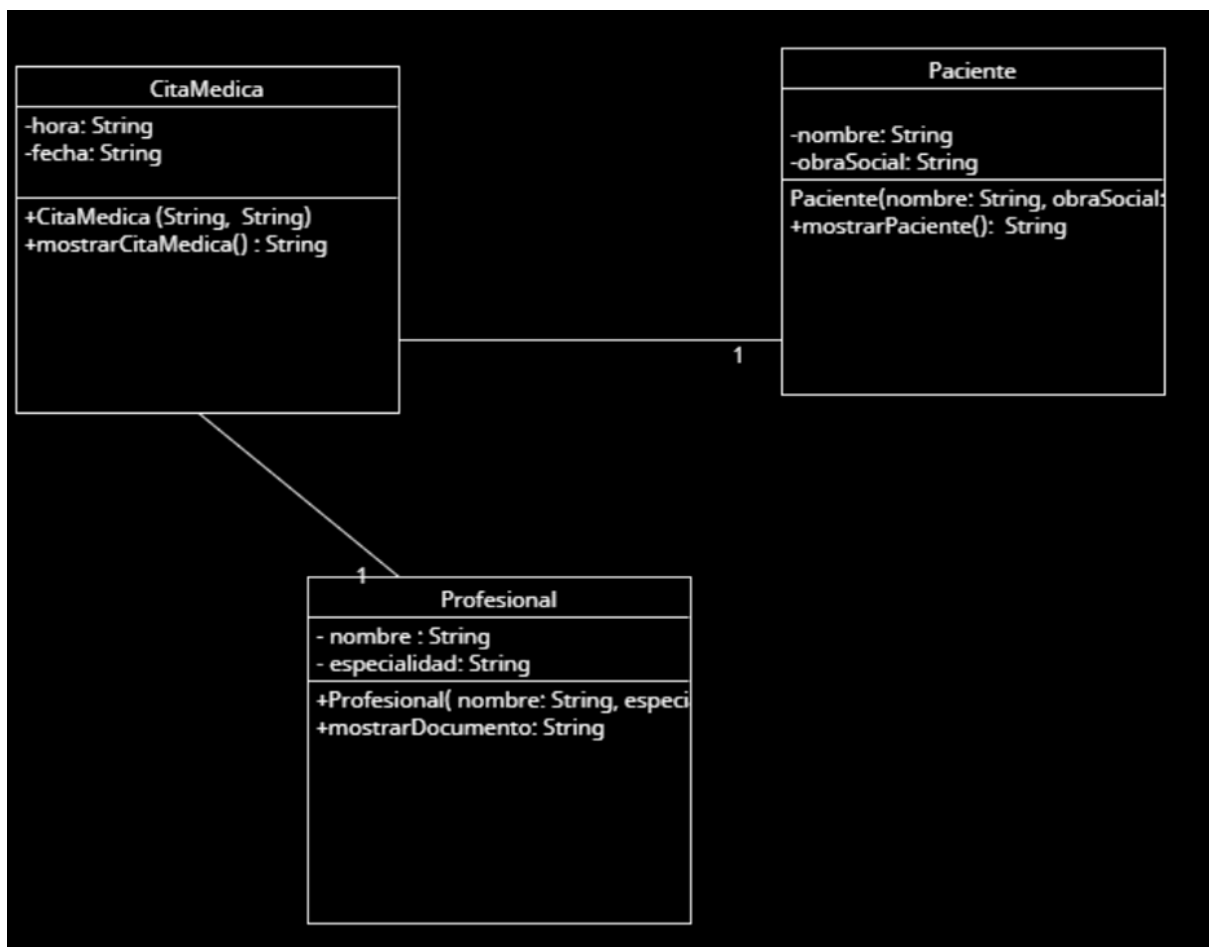 CitaMedica
-hora: String
-fecha: String
+CitaMedica (String, String)
+mostrarCitaMedica() : String
Paciente
-nombre: String
-obraSocial: String
Paciente(nombre: String, obraSocial:
+mostrarPaciente(): String
1
1
Profesional
- nombre : String
- especialidad: String
+Profesional( nombre: String, especi
+mostrarDocumento: String